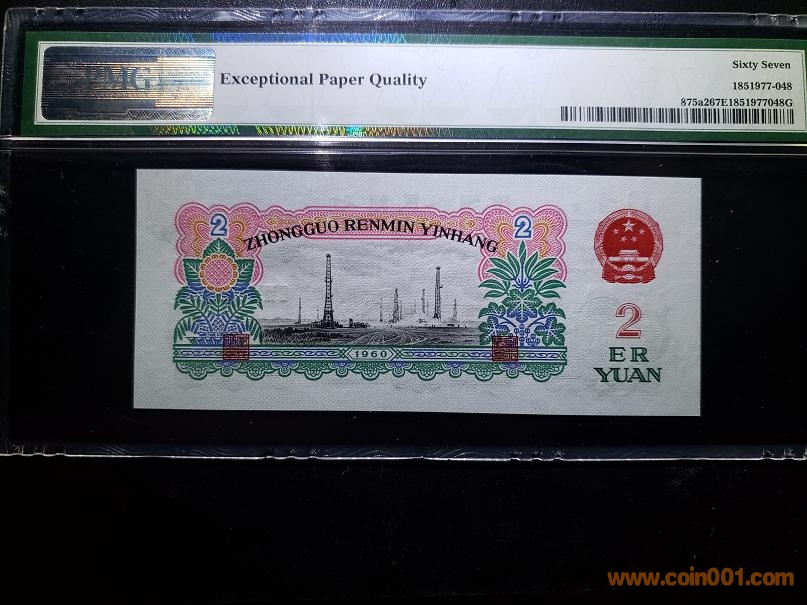 PMG
Exceptional Paper Quality
Sixty Seven
1851977-048
875a267E1851977048G
2
2
ZHONGGUO RENMIN YINHANG
1960
2
ER
YUAN
www.coin001.com